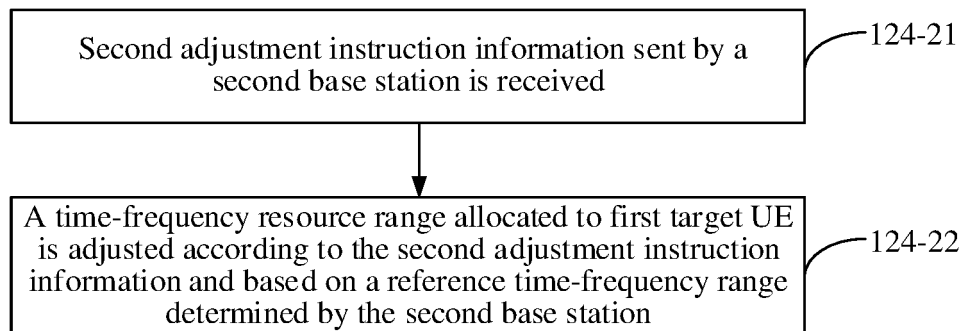 Second adjustment instruction information sent by a
second base station is received
124-21
A time-frequency resource range allocated to first target UE
is adjusted according to the second adjustment instruction
information and based on a reference time-frequency range
determined by the second base station
124-22